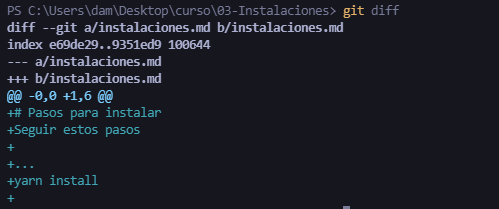 PS C:\Users\dam\Desktop\curso\03-Instalaciones> git diff
diff --git a/instalaciones.md b/instalaciones.md
index e69de29..9351ed9 100644
--- a/instalaciones.md
+++ b/instalaciones.md
@@ -0,0 +1,6 @@
+# Pasos para instalar
+Seguir estos pasos
+
+...
+yarn install
+